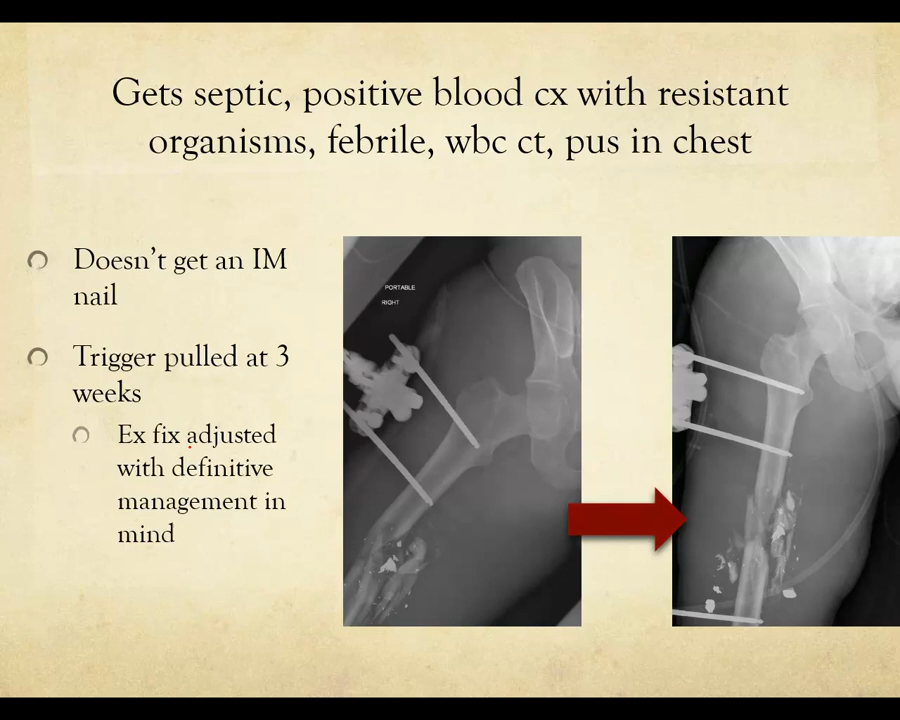 Gets septic, positive blood cx with resistant
organisms, febrile, wbc ct, pus in chest
Doesn’t get an IM
nail
Trigger pulled at 3
weeks
Ex fix adjusted
with definitive
management in
mind
PORTABLE
RIGHT